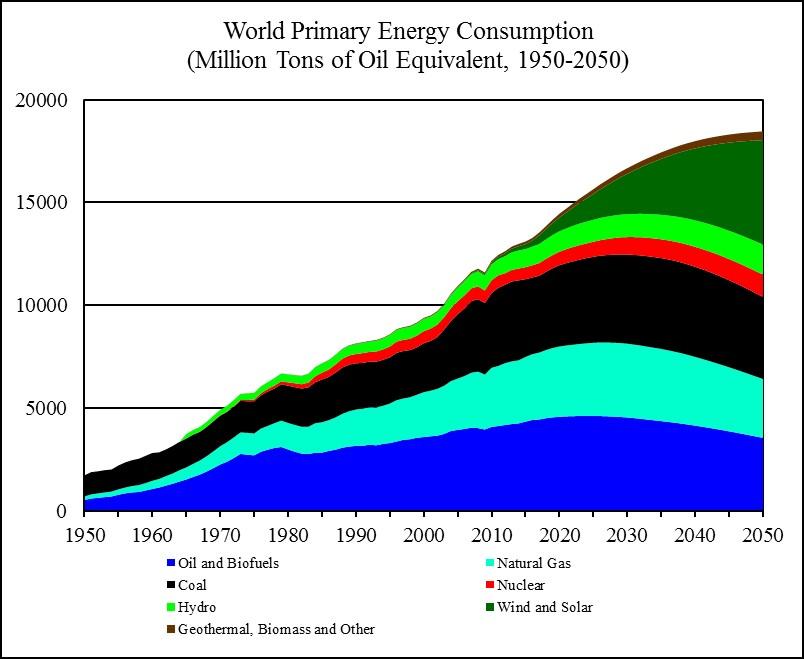 World Primary Energy Consumption
(Million Tons of Oil Equivalent, 1950-2050)
20000
15000
10000
5000
0
1950 1960 1970 1980 1990 2000 2010 2020 2030 2040 2050
Oil and Biofuels Natural Gas
Coal Nuclear
Hydro Wind and Solar
Geothermal, Biomass and Other